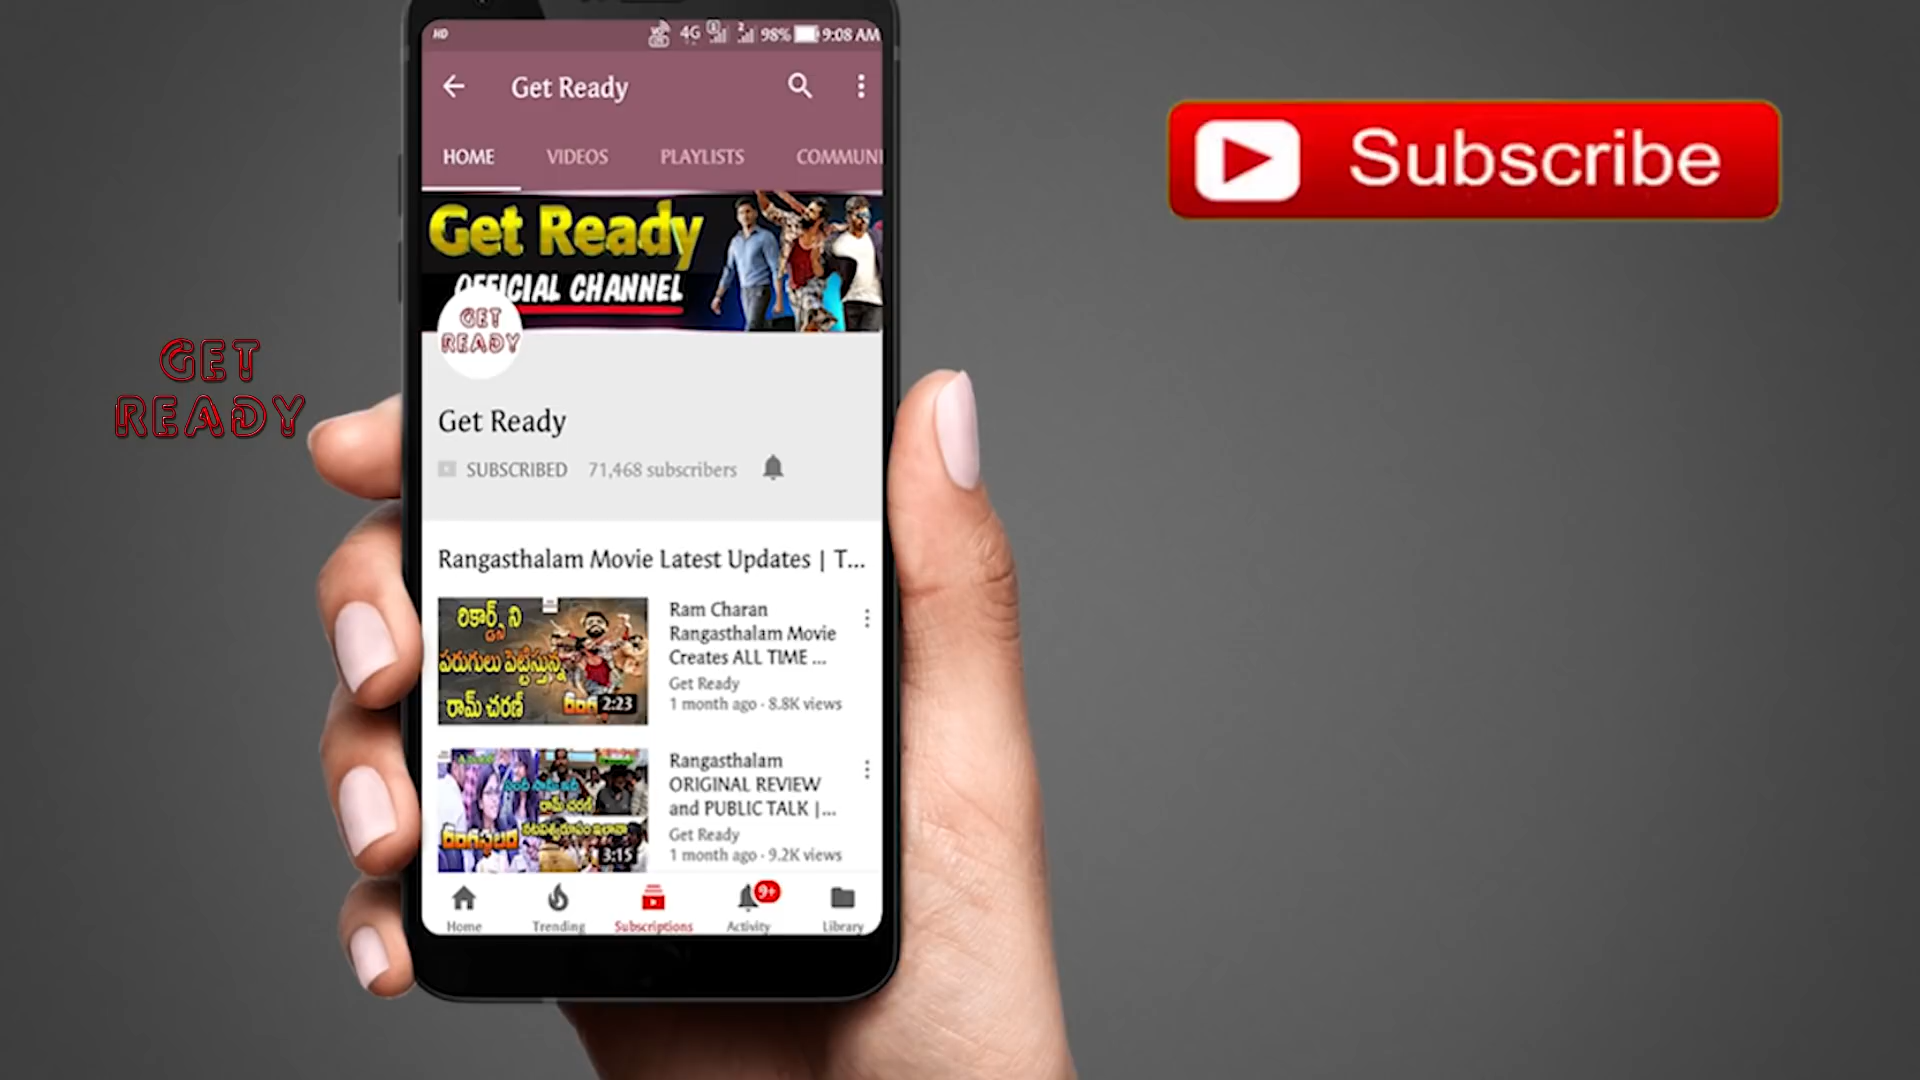 HD 4G 98% 9:08 AM
Get Ready
HOME VIDEOS PLAYLISTS COMMUNI
Get Ready
OFFICIAL CHANNEL
GET
READY
GET
READY
Get Ready
SUBSCRIBED 71,468 subscribers
Rangasthalam Movie Latest Updates | T...
రికార్డ్స్ ని
పరుగులు పెట్టిస్తున్న
రామ్ చరణ్
2:23
Ram Charan
Rangasthalam Movie
Creates ALL TIME ...
Get Ready
1 month ago · 8.8K views
రామ్ చరణ్
రంగస్థలం
3:15
Rangasthalam
ORIGINAL REVIEW
and PUBLIC TALK |...
Get Ready
1 month ago · 9.2K views
9+
Home Trending Subscriptions Activity Library
Subscribe